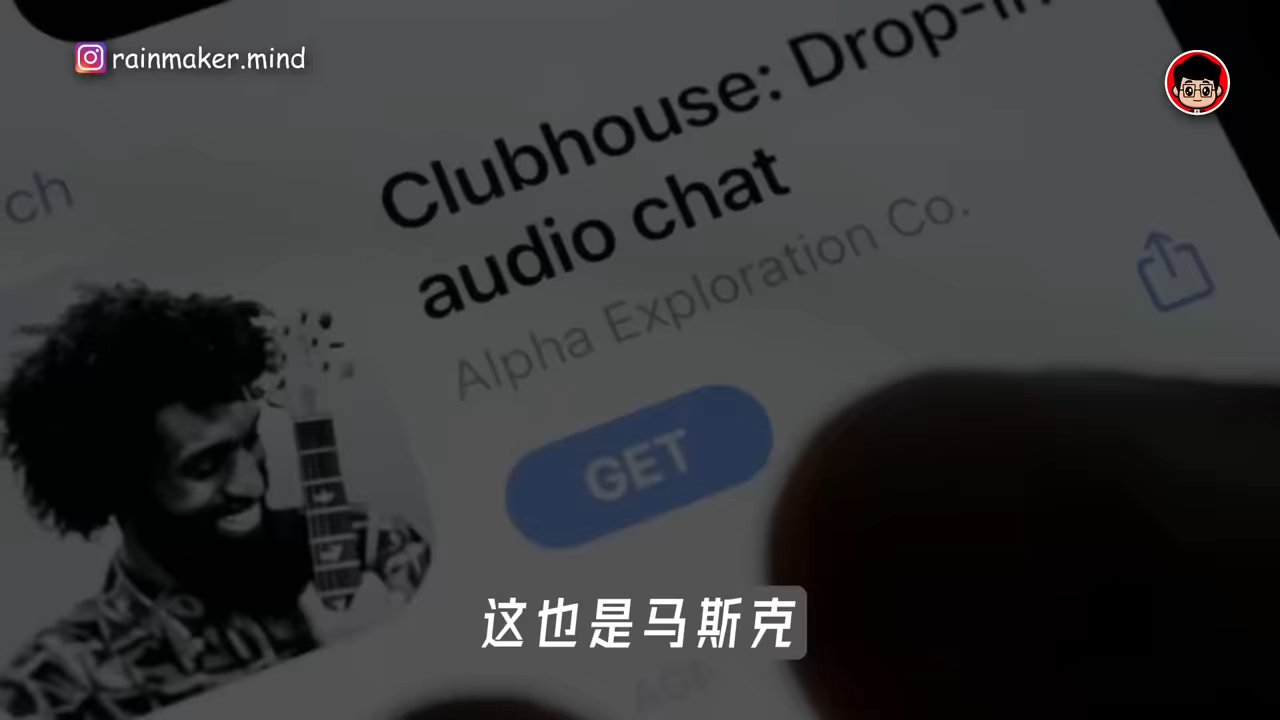 rainmaker.mind
Clubhouse: Drop-in
audio chat
Alpha Exploration Co.
GET
这也是马斯克